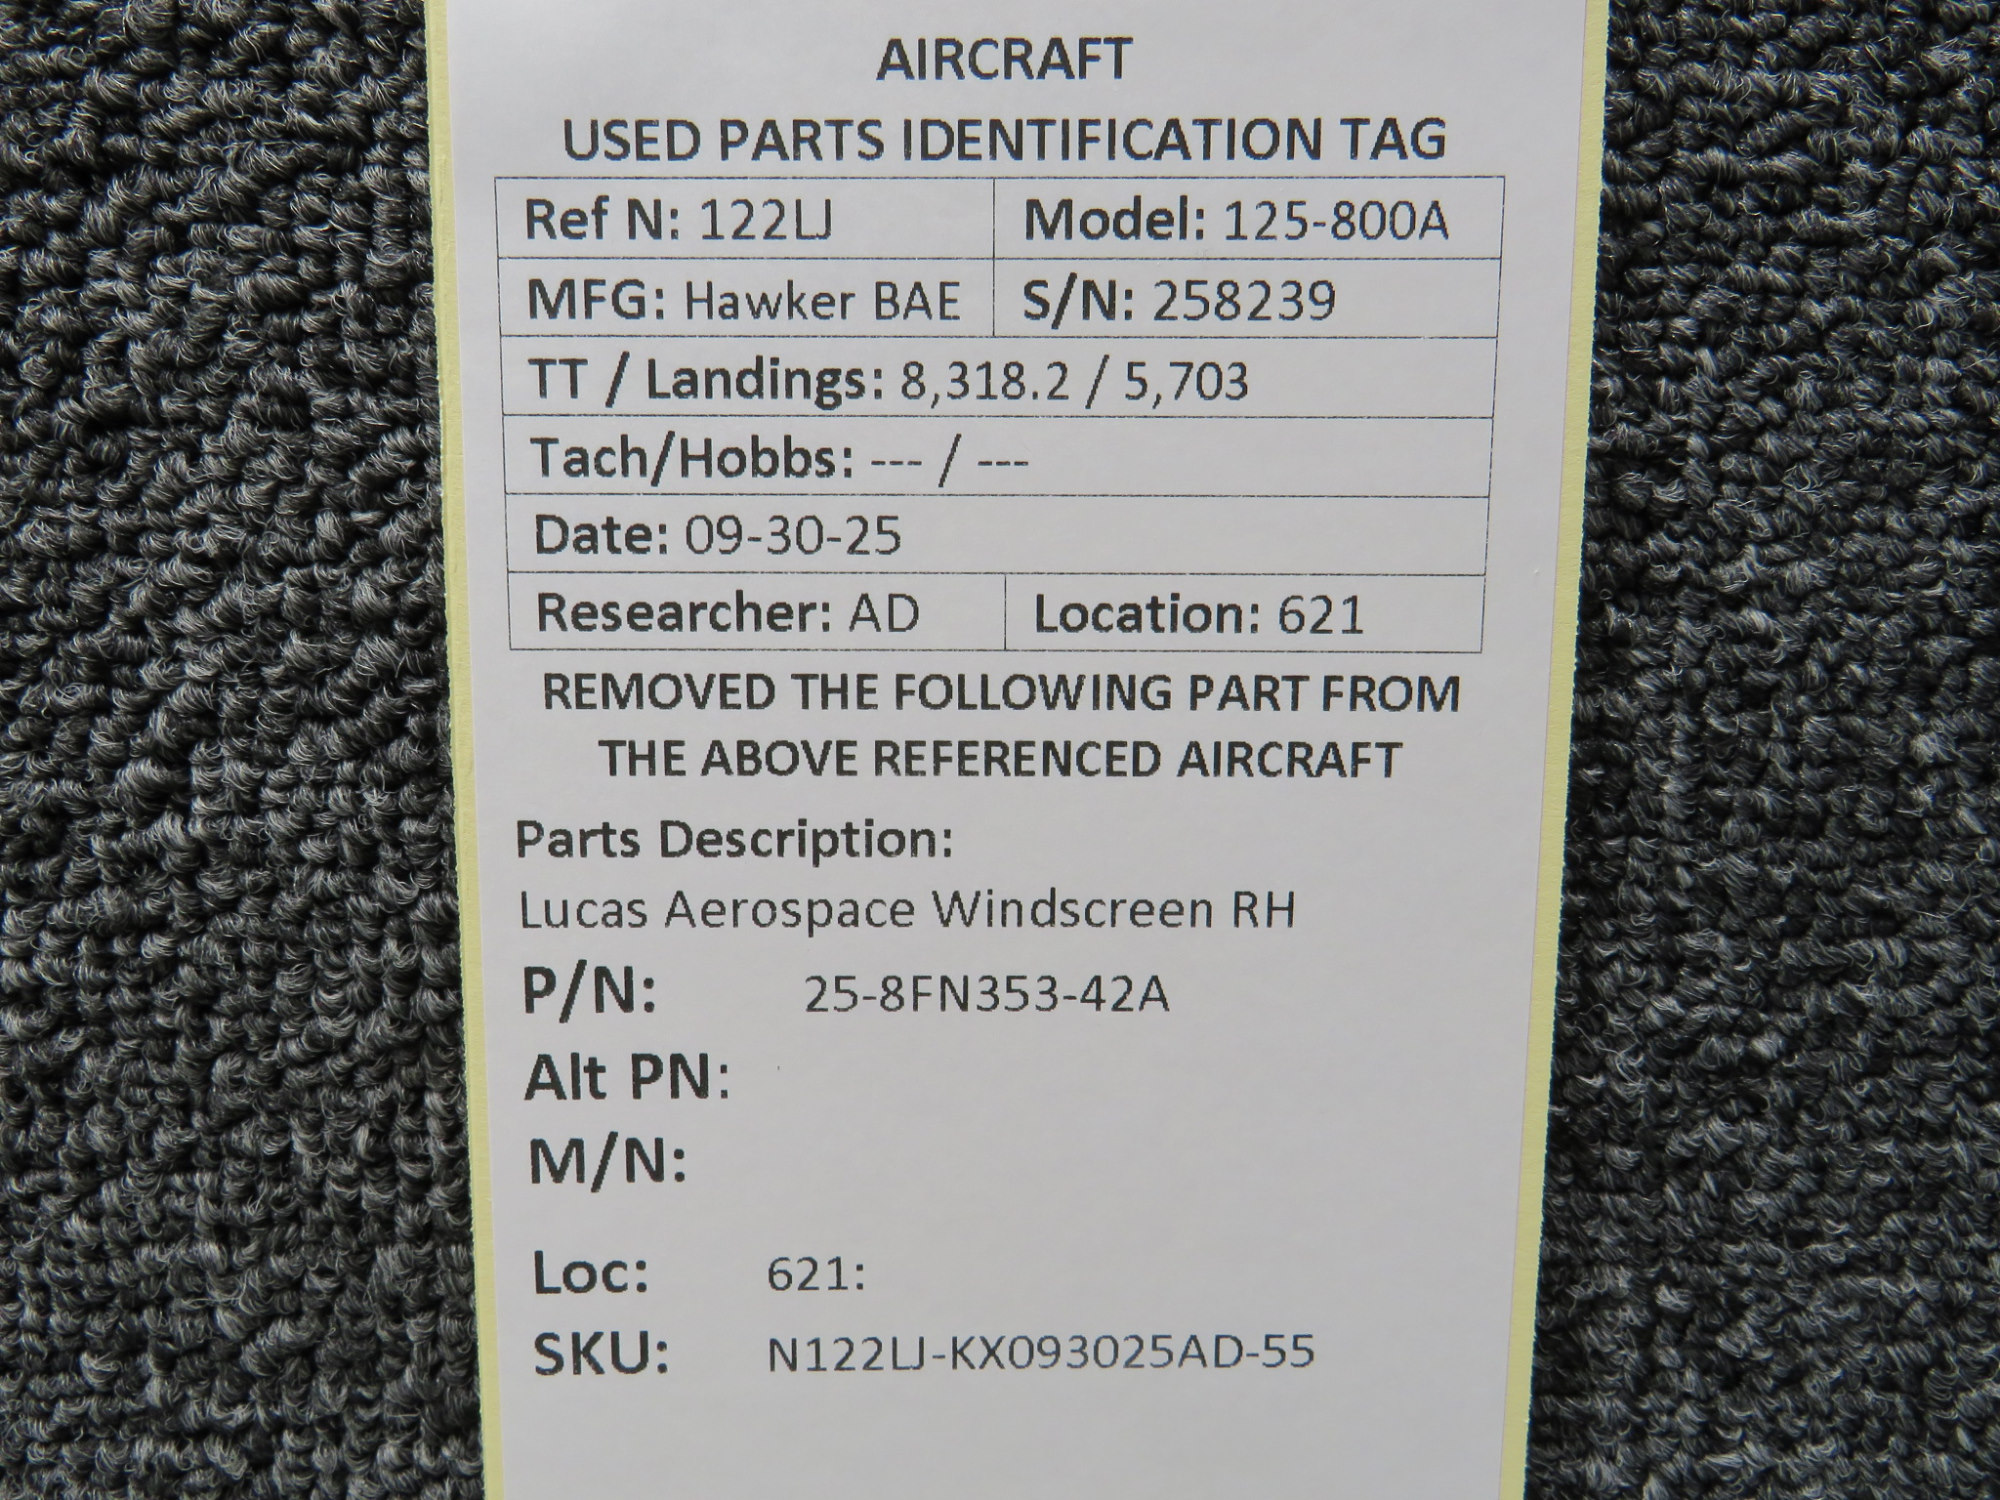 AIRCRAFT
USED PARTS IDENTIFICATION TAG
Ref N: 122LJ Model: 125-800A
MFG: Hawker BAE S/N: 258239
TT / Landings: 8,318.2 / 5,703
Tach/Hobbs: --- / ---
Date: 09-30-25
Researcher: AD Location: 621
REMOVED THE FOLLOWING PART FROM
THE ABOVE REFERENCED AIRCRAFT
Parts Description:
Lucas Aerospace Windscreen RH
P/N: 25-8FN353-42A
Alt PN:
M/N:
Loc: 621:
SKU: N122LJ-KX093025AD-55